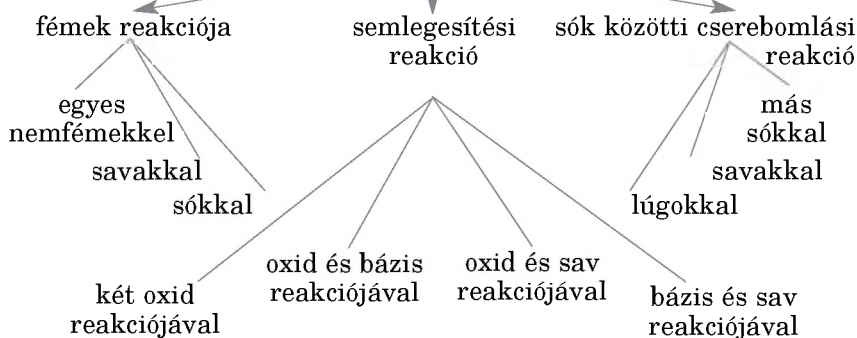 fémek reakciója
egyes
nemfémekkel
savakkal
sókkal
semlegesítési
reakció
két oxid
reakciójával
oxid és bázis
reakciójával
oxid és sav
reakciójával
bázis és sav
reakciójával
sók közötti cserebomlási
reakció
lúgokkal
savakkal
más
sókkal